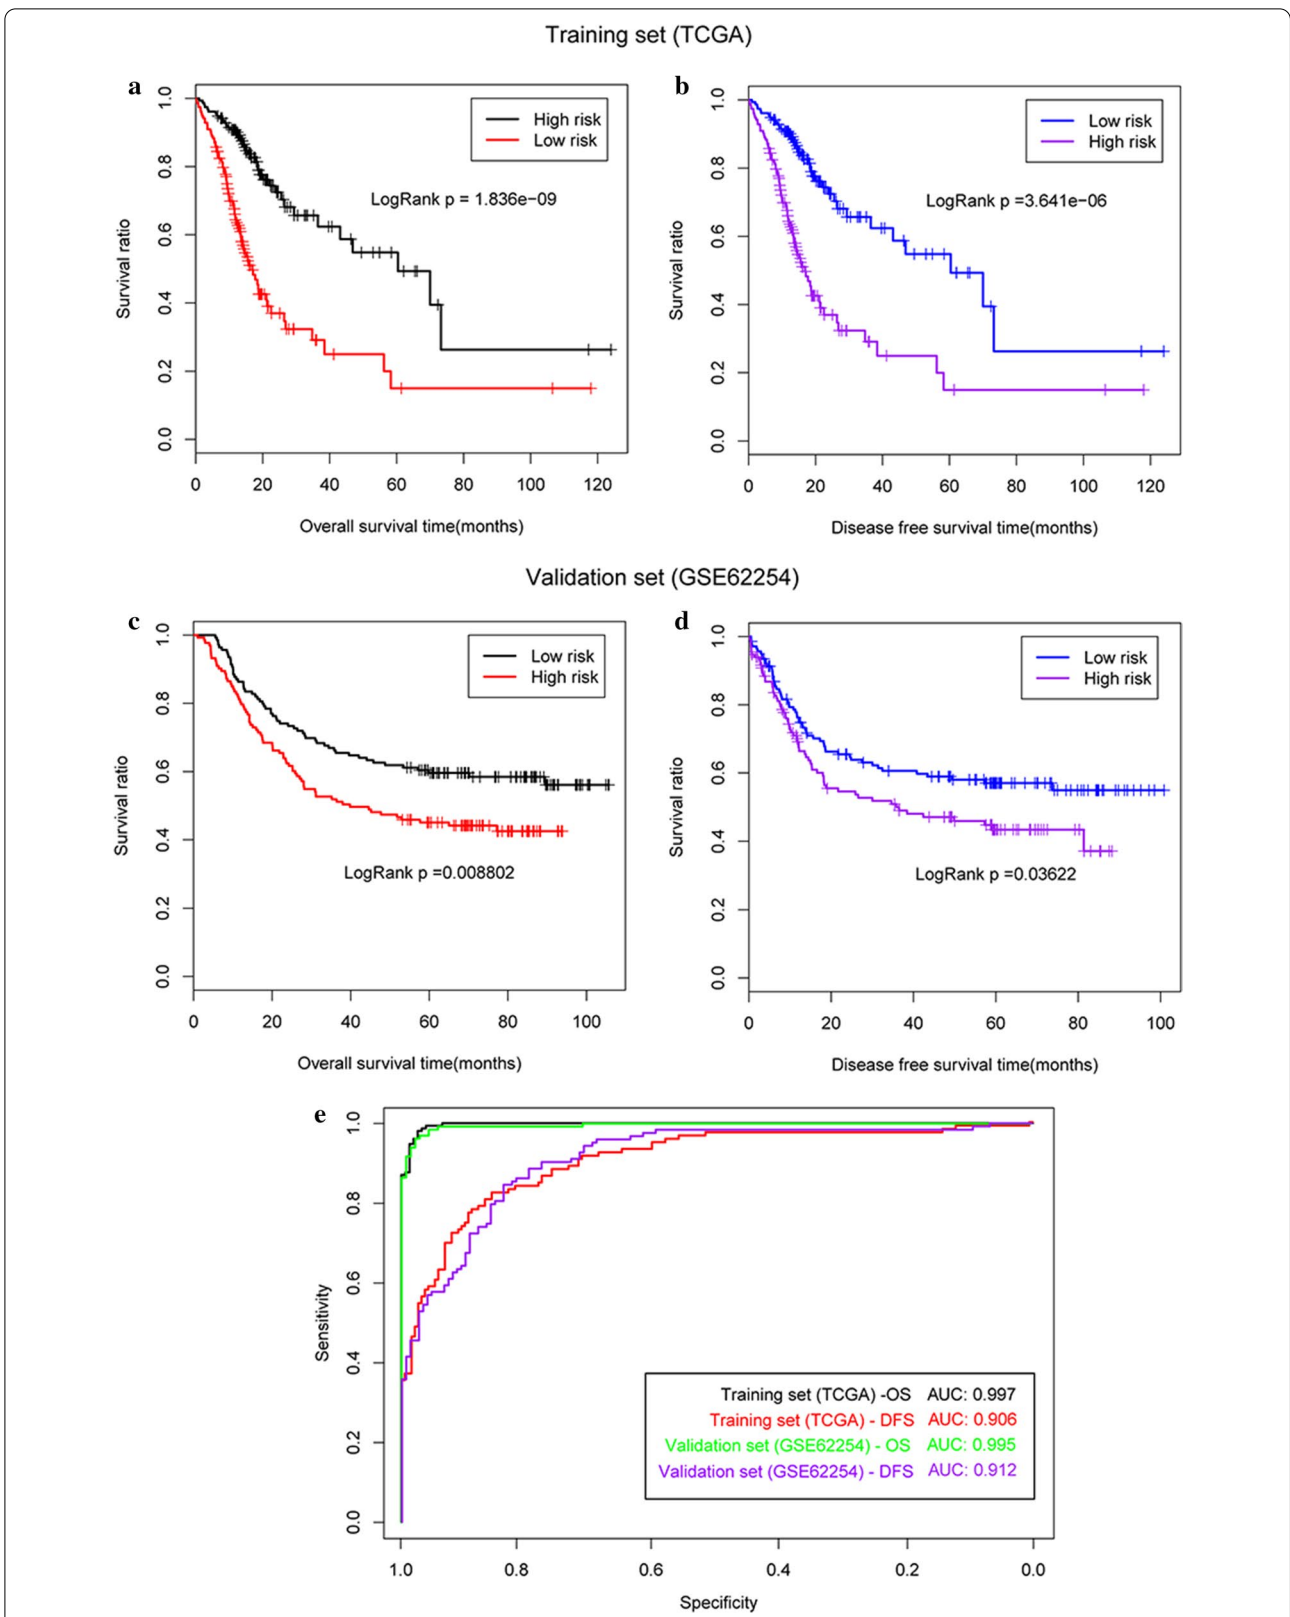 Training set (TCGA)
a
1.0
0.8
0.6
0.4
0.2
0.0
Survival ratio
High risk
Low risk
LogRank p = 1.836e−09
0 20 40 60 80 100 120
Overall survival time(months)
b
1.0
0.8
0.6
0.4
0.2
0.0
Survival ratio
Low risk
High risk
LogRank p =3.641e−06
0 20 40 60 80 100 120
Disease free survival time(months)
Validation set (GSE62254)
c
1.0
0.8
0.6
0.4
0.2
0.0
Survival ratio
Low risk
High risk
LogRank p =0.008802
0 20 40 60 80 100
Overall survival time(months)
d
1.0
0.8
0.6
0.4
0.2
0.0
Survival ratio
Low risk
High risk
LogRank p =0.03622
0 20 40 60 80 100
Disease free survival time(months)
e
1.0
0.8
0.6
0.4
0.2
0.0
Sensitivity
Training set (TCGA) -OS AUC: 0.997
Training set (TCGA) - DFS AUC: 0.906
Validation set (GSE62254) - OS AUC: 0.995
Validation set (GSE62254) - DFS AUC: 0.912
1.0 0.8 0.6 0.4 0.2 0.0
Specificity